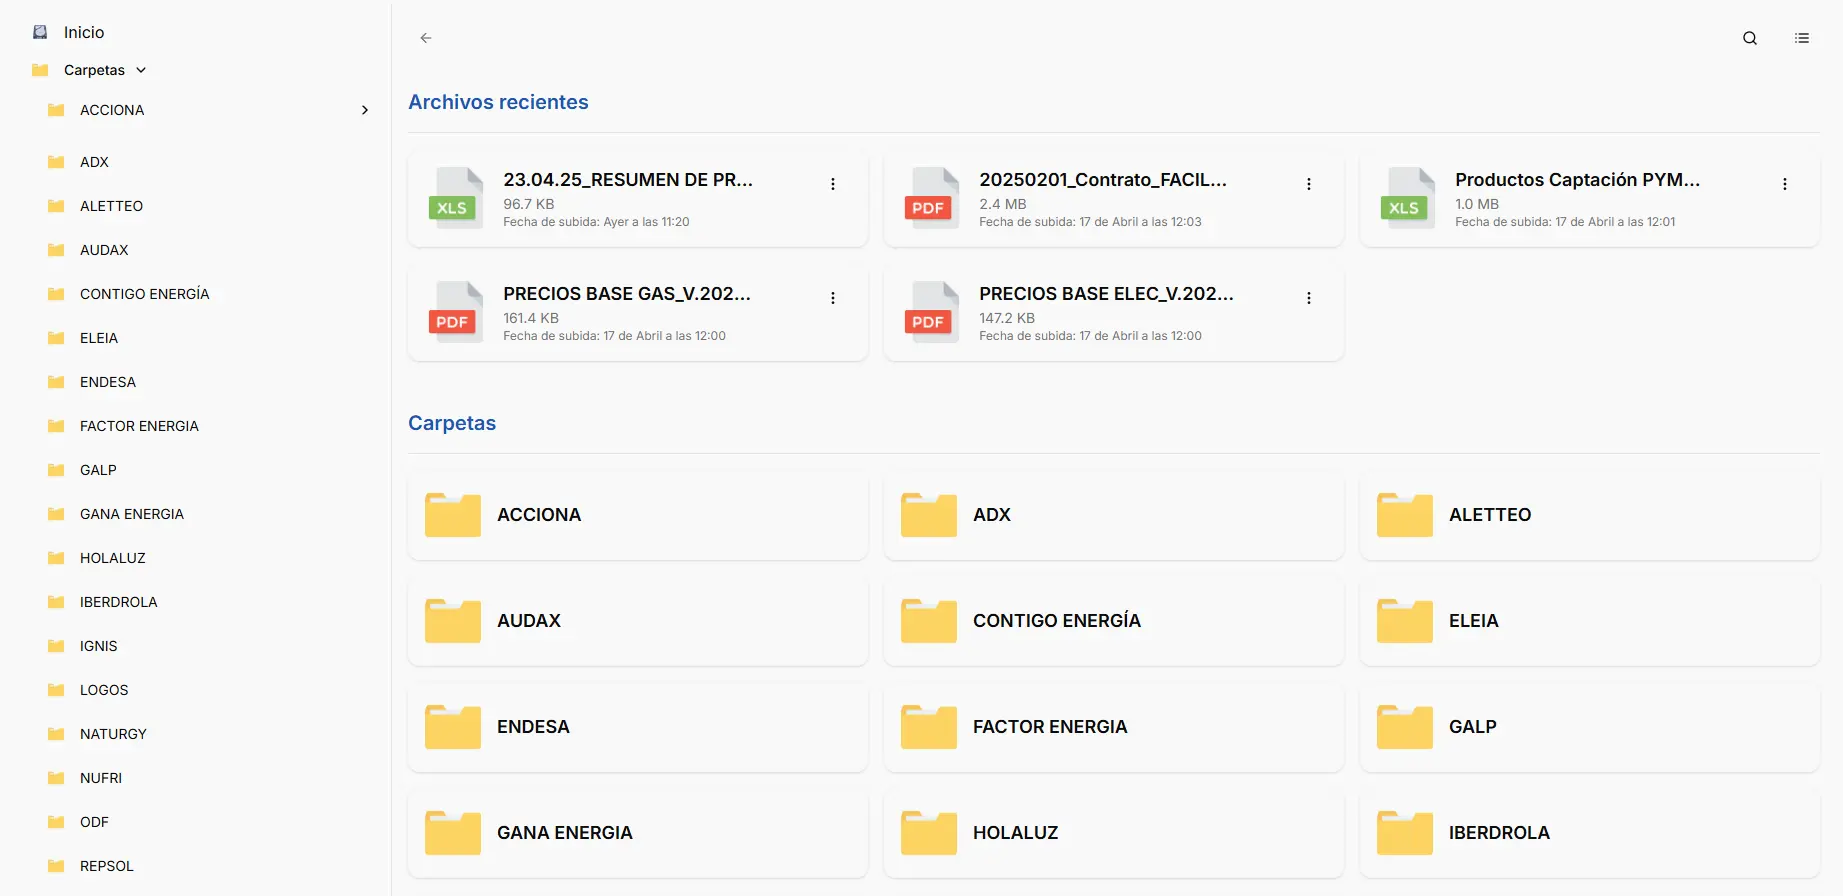 Inicio
Carpetas
ACCIONA
ADX
ALETTEO
AUDAX
CONTIGO ENERGÍA
ELEIA
ENDESA
FACTOR ENERGIA
GALP
GANA ENERGIA
HOLALUZ
IBERDROLA
IGNIS
LOGOS
NATURGY
NUFRI
ODF
REPSOL
Archivos recientes
XLS
23.04.25_RESUMEN DE PR...
96.7 KB
Fecha de subida: Ayer a las 11:20
PDF
20250201_Contrato_FACIL...
2.4 MB
Fecha de subida: 17 de Abril a las 12:03
XLS
Productos Captación PYM...
1.0 MB
Fecha de subida: 17 de Abril a las 12:01
PDF
PRECIOS BASE GAS_V.202...
161.4 KB
Fecha de subida: 17 de Abril a las 12:00
PDF
PRECIOS BASE ELEC_V.202...
147.2 KB
Fecha de subida: 17 de Abril a las 12:00
Carpetas
ACCIONA
ADX
ALETTEO
AUDAX
CONTIGO ENERGÍA
ELEIA
ENDESA
FACTOR ENERGIA
GALP
GANA ENERGIA
HOLALUZ
IBERDROLA